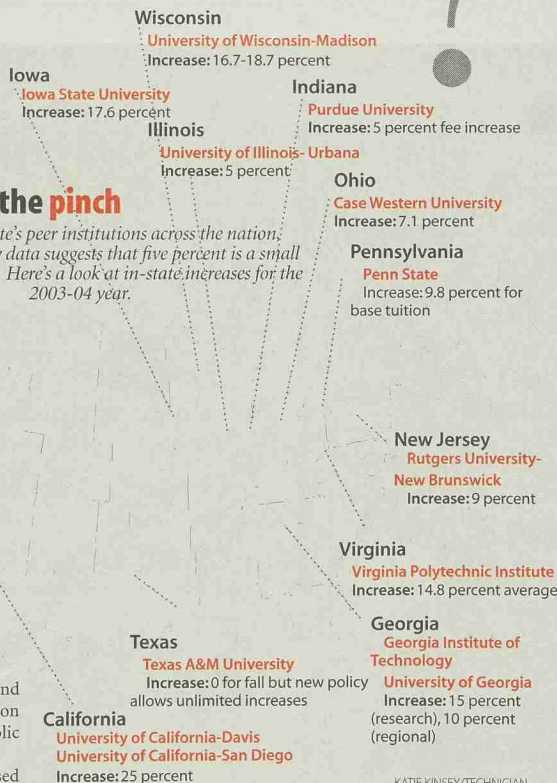 Wisconsin
University of Wisconsin-Madison
Increase: 16.7-18.7 percent
?
Iowa
Iowa State University
Increase: 17.6 percent
Indiana
Purdue University
Increase: 5 percent fee increase
Illinois
University of Illinois- Urbana
Increase: 5 percent
Ohio
Case Western University
Increase: 7.1 percent
the pinch
te's peer institutions across the nation,
data suggests that five percent is a small
Here's a look at in-state increases for the
2003-04 year.
Pennsylvania
Penn State
Increase: 9.8 percent for
base tuition
New Jersey
Rutgers University-
New Brunswick
Increase: 9 percent
Virginia
Virginia Polytechnic Institute
Increase: 14.8 percent average
Georgia
Georgia Institute of
Technology
University of Georgia
Increase: 15 percent
(research), 10 percent
(regional)
Texas
Texas A&M University
Increase: 0 for fall but new policy
allows unlimited increases
California
University of California-Davis
University of California-San Diego
Increase: 25 percent
nd
on
lic
sed
KATIE KINSEY/TECHNICIAN